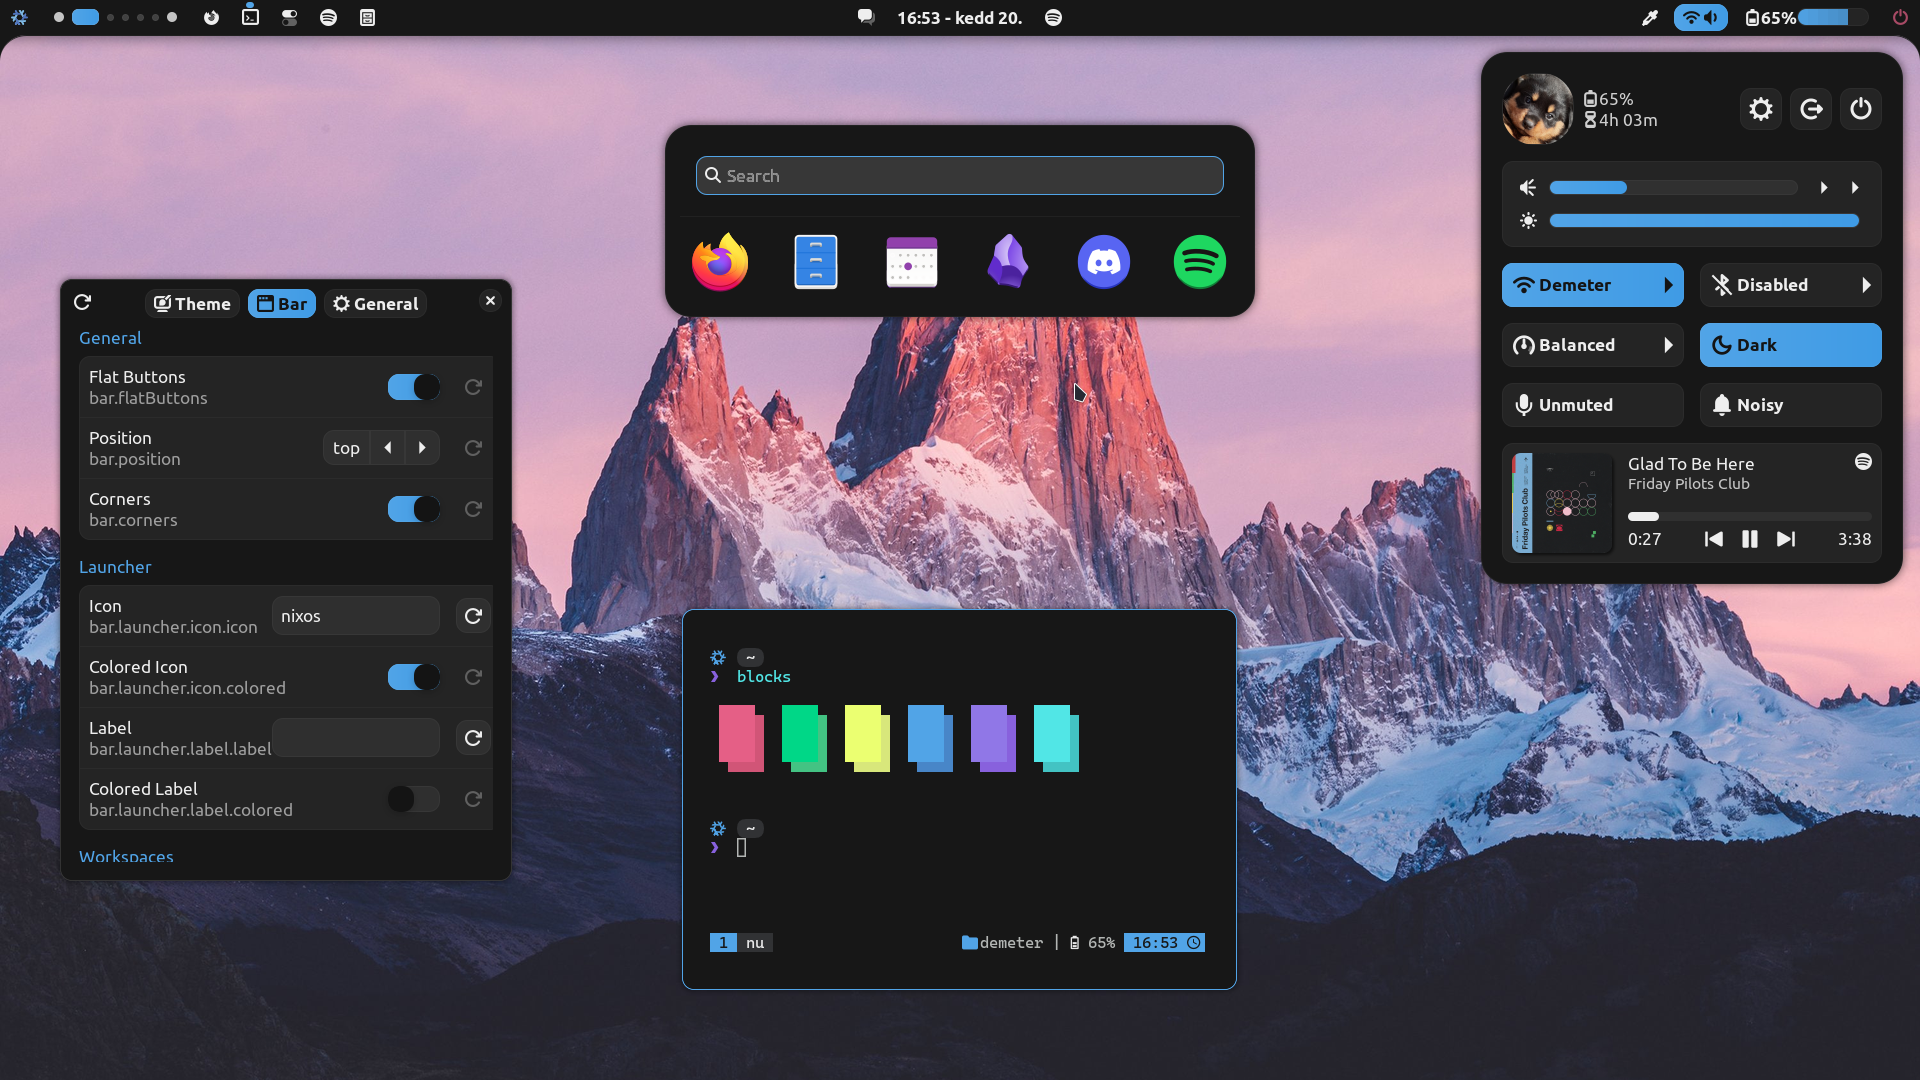 16:53 - kedd 20.
65%
Search
65%
4h 03m
Demeter
Disabled
Balanced
Dark
Unmuted
Noisy
Friday Pilots Club
Glad To Be Here
Friday Pilots Club
0:27
3:38
Theme
Bar
General
General
Flat Buttons
bar.flatButtons
Position
bar.position
top
Corners
bar.corners
Launcher
Icon
bar.launcher.icon.icon
nixos
Colored Icon
bar.launcher.icon.colored
Label
bar.launcher.label.label
Colored Label
bar.launcher.label.colored
Workspaces
~
❯ blocks
~
❯
1 nu
demeter | 65% 16:53